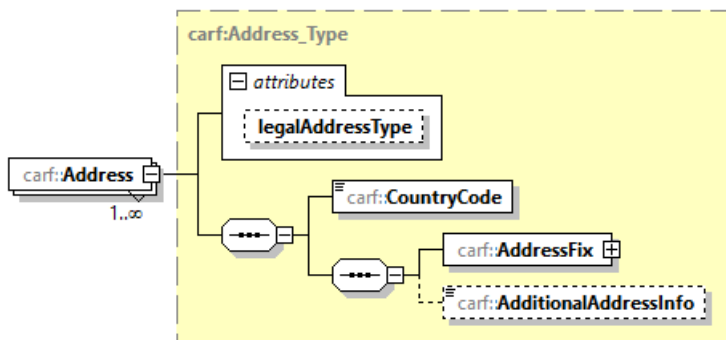 carf:Address_Type
attributes
legalAddressType
carf:Address
1..∞
carf:CountryCode
carf:AddressFix
carf:AdditionalAddressInfo